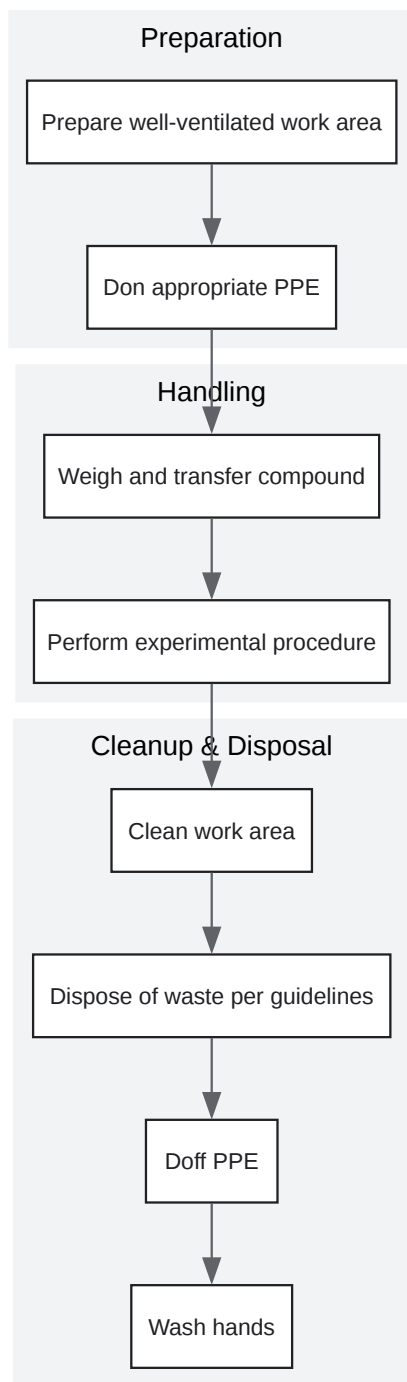 Preparation
Prepare well-ventilated work area
Don appropriate PPE
Handling
Weigh and transfer compound
Perform experimental procedure
Cleanup & Disposal
Clean work area
Dispose of waste per guidelines
Doff PPE
Wash hands